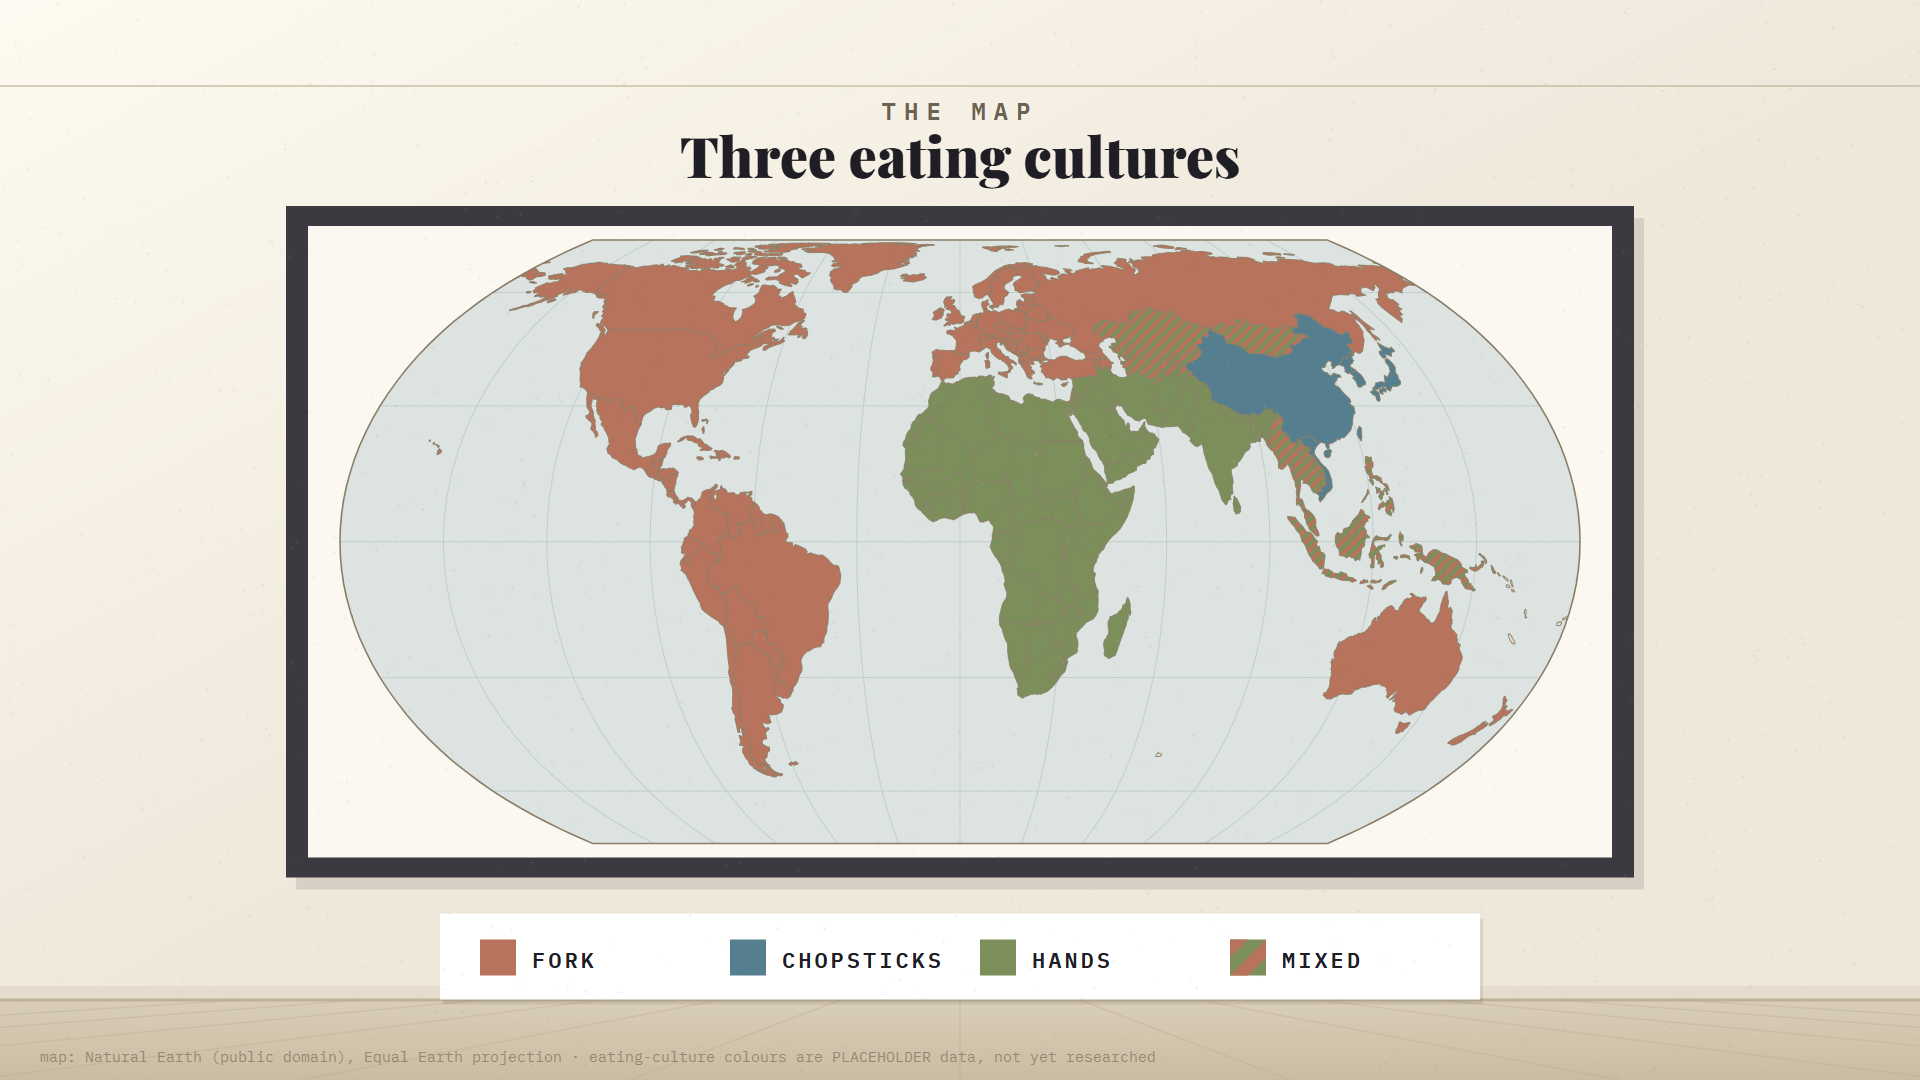 THE MAP
Three eating cultures
FORK
CHOPSTICKS
HANDS
MIXED
map: Natural Earth (public domain), Equal Earth projection · eating-culture colours are PLACEHOLDER data, not yet researched